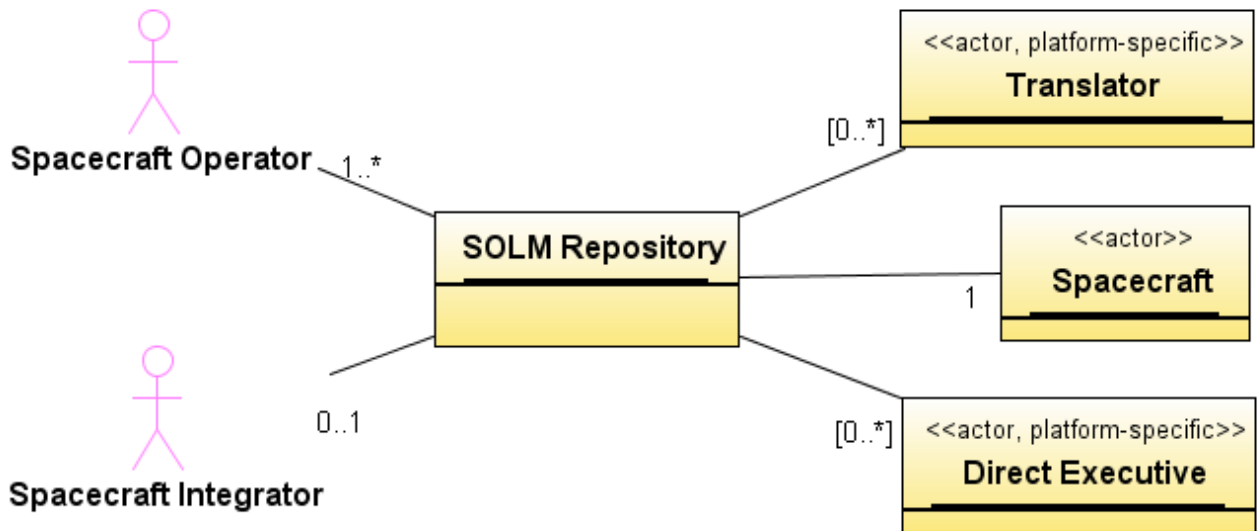 <<actor, platform-specific>>
Translator
[0..*]
Spacecraft Operator
1..*
SOLM Repository
<<actor>>
Spacecraft
1
0..1
[0..*]
<<actor, platform-specific>>
Direct Executive
Spacecraft Integrator